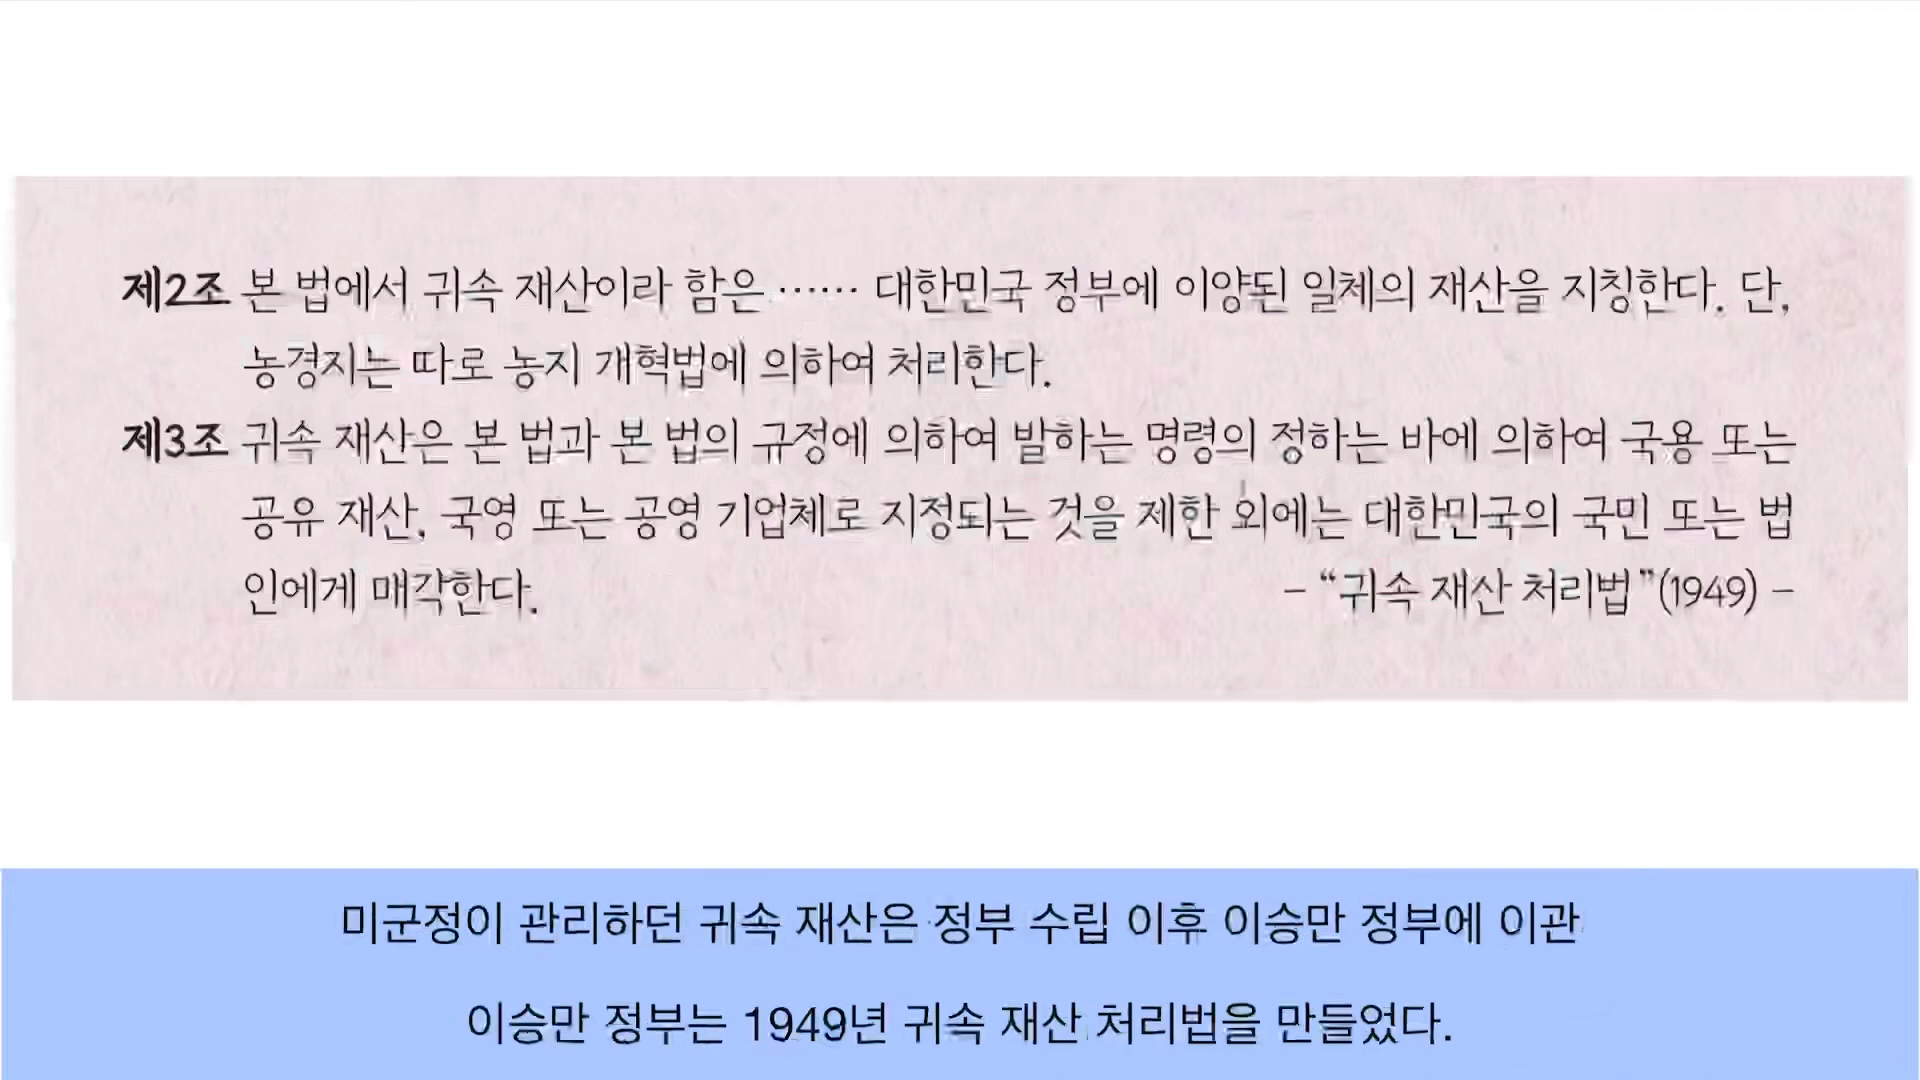 제2조 본 법에서 귀속 재산이라 함은 …… 대한민국 정부에 이양된 일체의 재산을 지칭한다. 단,
농경지는 따로 농지 개혁법에 의하여 처리한다.
제3조 귀속 재산은 본 법과 본 법의 규정에 의하여 발하는 명령의 정하는 바에 의하여 국용 또는
공유 재산, 국영 또는 공영 기업체로 지정되는 것을 제한 외에는 대한민국의 국민 또는 법
인에게 매각한다. – “귀속 재산 처리법”(1949) –
미군정이 관리하던 귀속 재산은 정부 수립 이후 이승만 정부에 이관
이승만 정부는 1949년 귀속 재산 처리법을 만들었다.